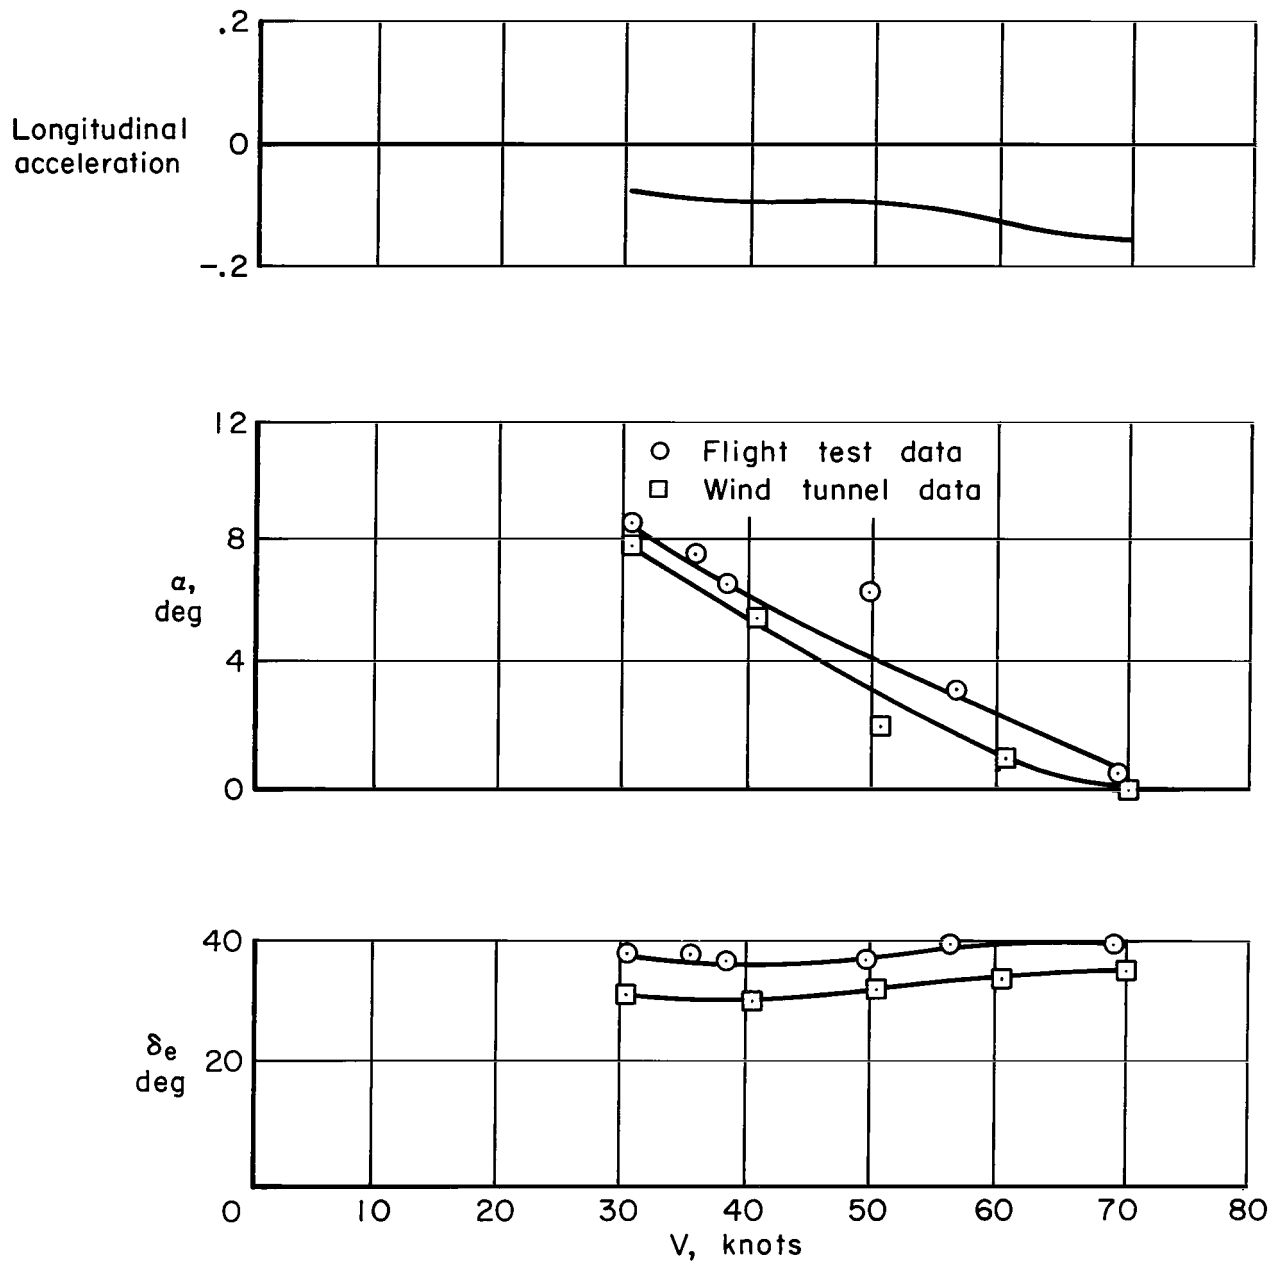 .2
Longitudinal
acceleration
0
-.2
12
Flight test data
Wind tunnel data
8
α,
deg
4
0
40
δe
deg
20
0 10 20 30 40 50 60 70 80
V, knots